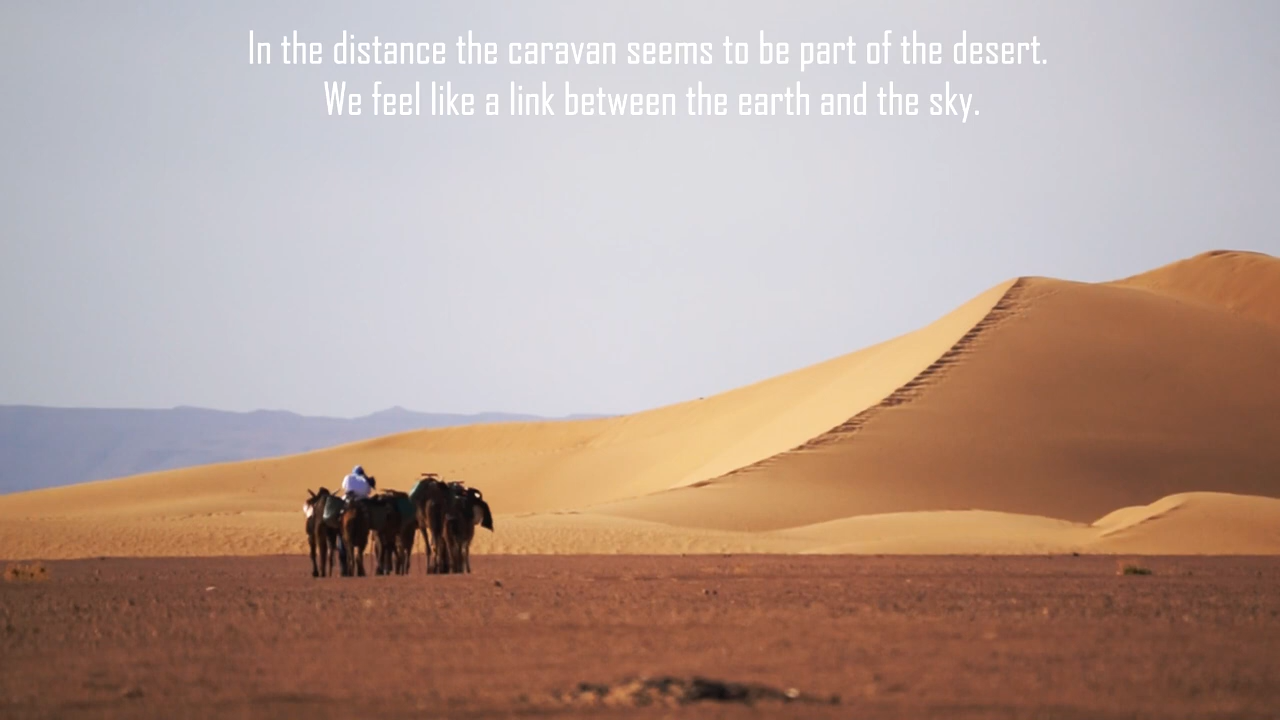 In the distance the caravan seems to be part of the desert.
We feel like a link between the earth and the sky.